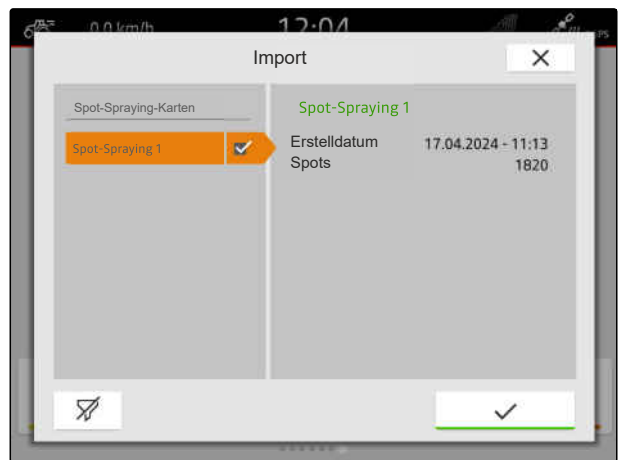 0.0 km/h
12:04
Import
Spot-Spraying-Karten
Spot-Spraying 1
Spot-Spraying 1
Erstelldatum 17.04.2024 - 11:13
Spots 1820